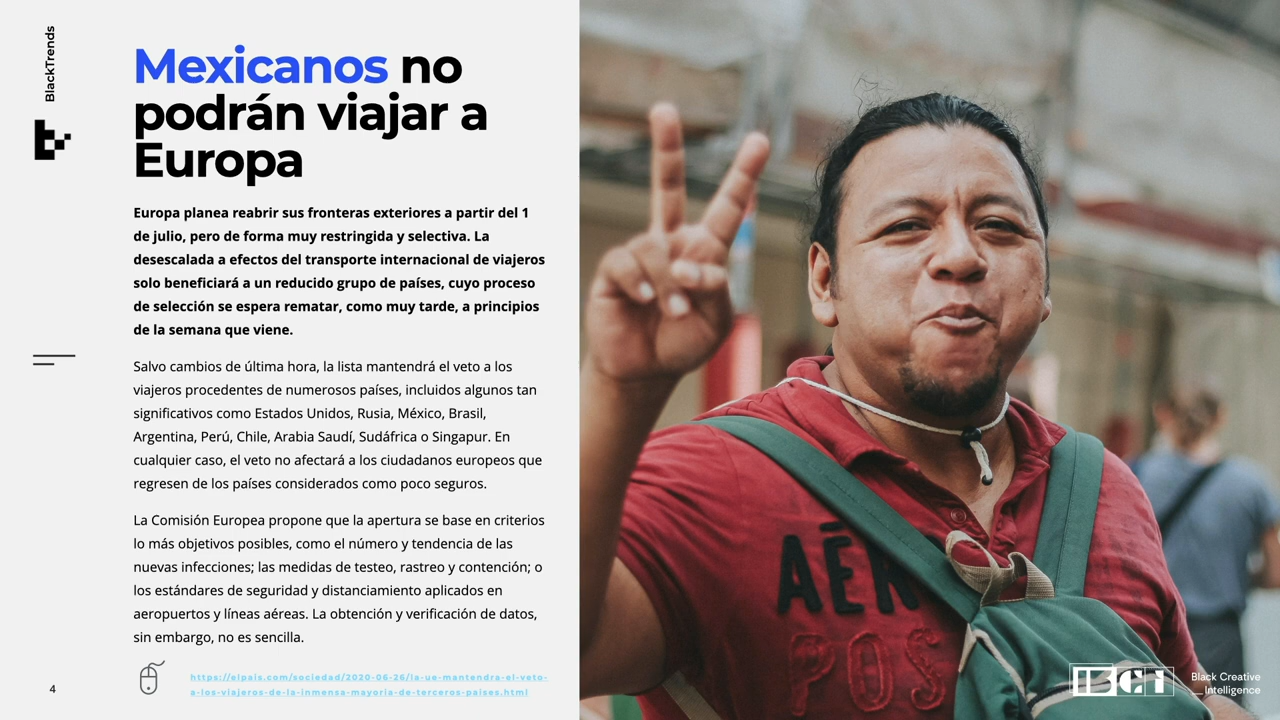 BlackTrends
Mexicanos no
podrán viajar a
Europa
Europa planea reabrir sus fronteras exteriores a partir del 1
de julio, pero de forma muy restringida y selectiva. La
desescalada a efectos del transporte internacional de viajeros
solo beneficiará a un reducido grupo de países, cuyo proceso
de selección se espera rematar, como muy tarde, a principios
de la semana que viene.
Salvo cambios de última hora, la lista mantendrá el veto a los
viajeros procedentes de numerosos países, incluidos algunos tan
significativos como Estados Unidos, Rusia, México, Brasil,
Argentina, Perú, Chile, Arabia Saudí, Sudáfrica o Singapur. En
cualquier caso, el veto no afectará a los ciudadanos europeos que
regresen de los países considerados como poco seguros.
La Comisión Europea propone que la apertura se base en criterios
lo más objetivos posibles, como el número y tendencia de las
nuevas infecciones; las medidas de testeo, rastreo y contención; o
los estándares de seguridad y distanciamiento aplicados en
aeropuertos y líneas aéreas. La obtención y verificación de datos,
sin embargo, no es sencilla.
https://elpais.com/sociedad/2020-06-26/la-ue-mantendra-el-veto-
a-los-viajeros-de-la-inmensa-mayoria-de-terceros-paises.html
4
AĒR
POS
BCI
Black Creative
__Intelligence